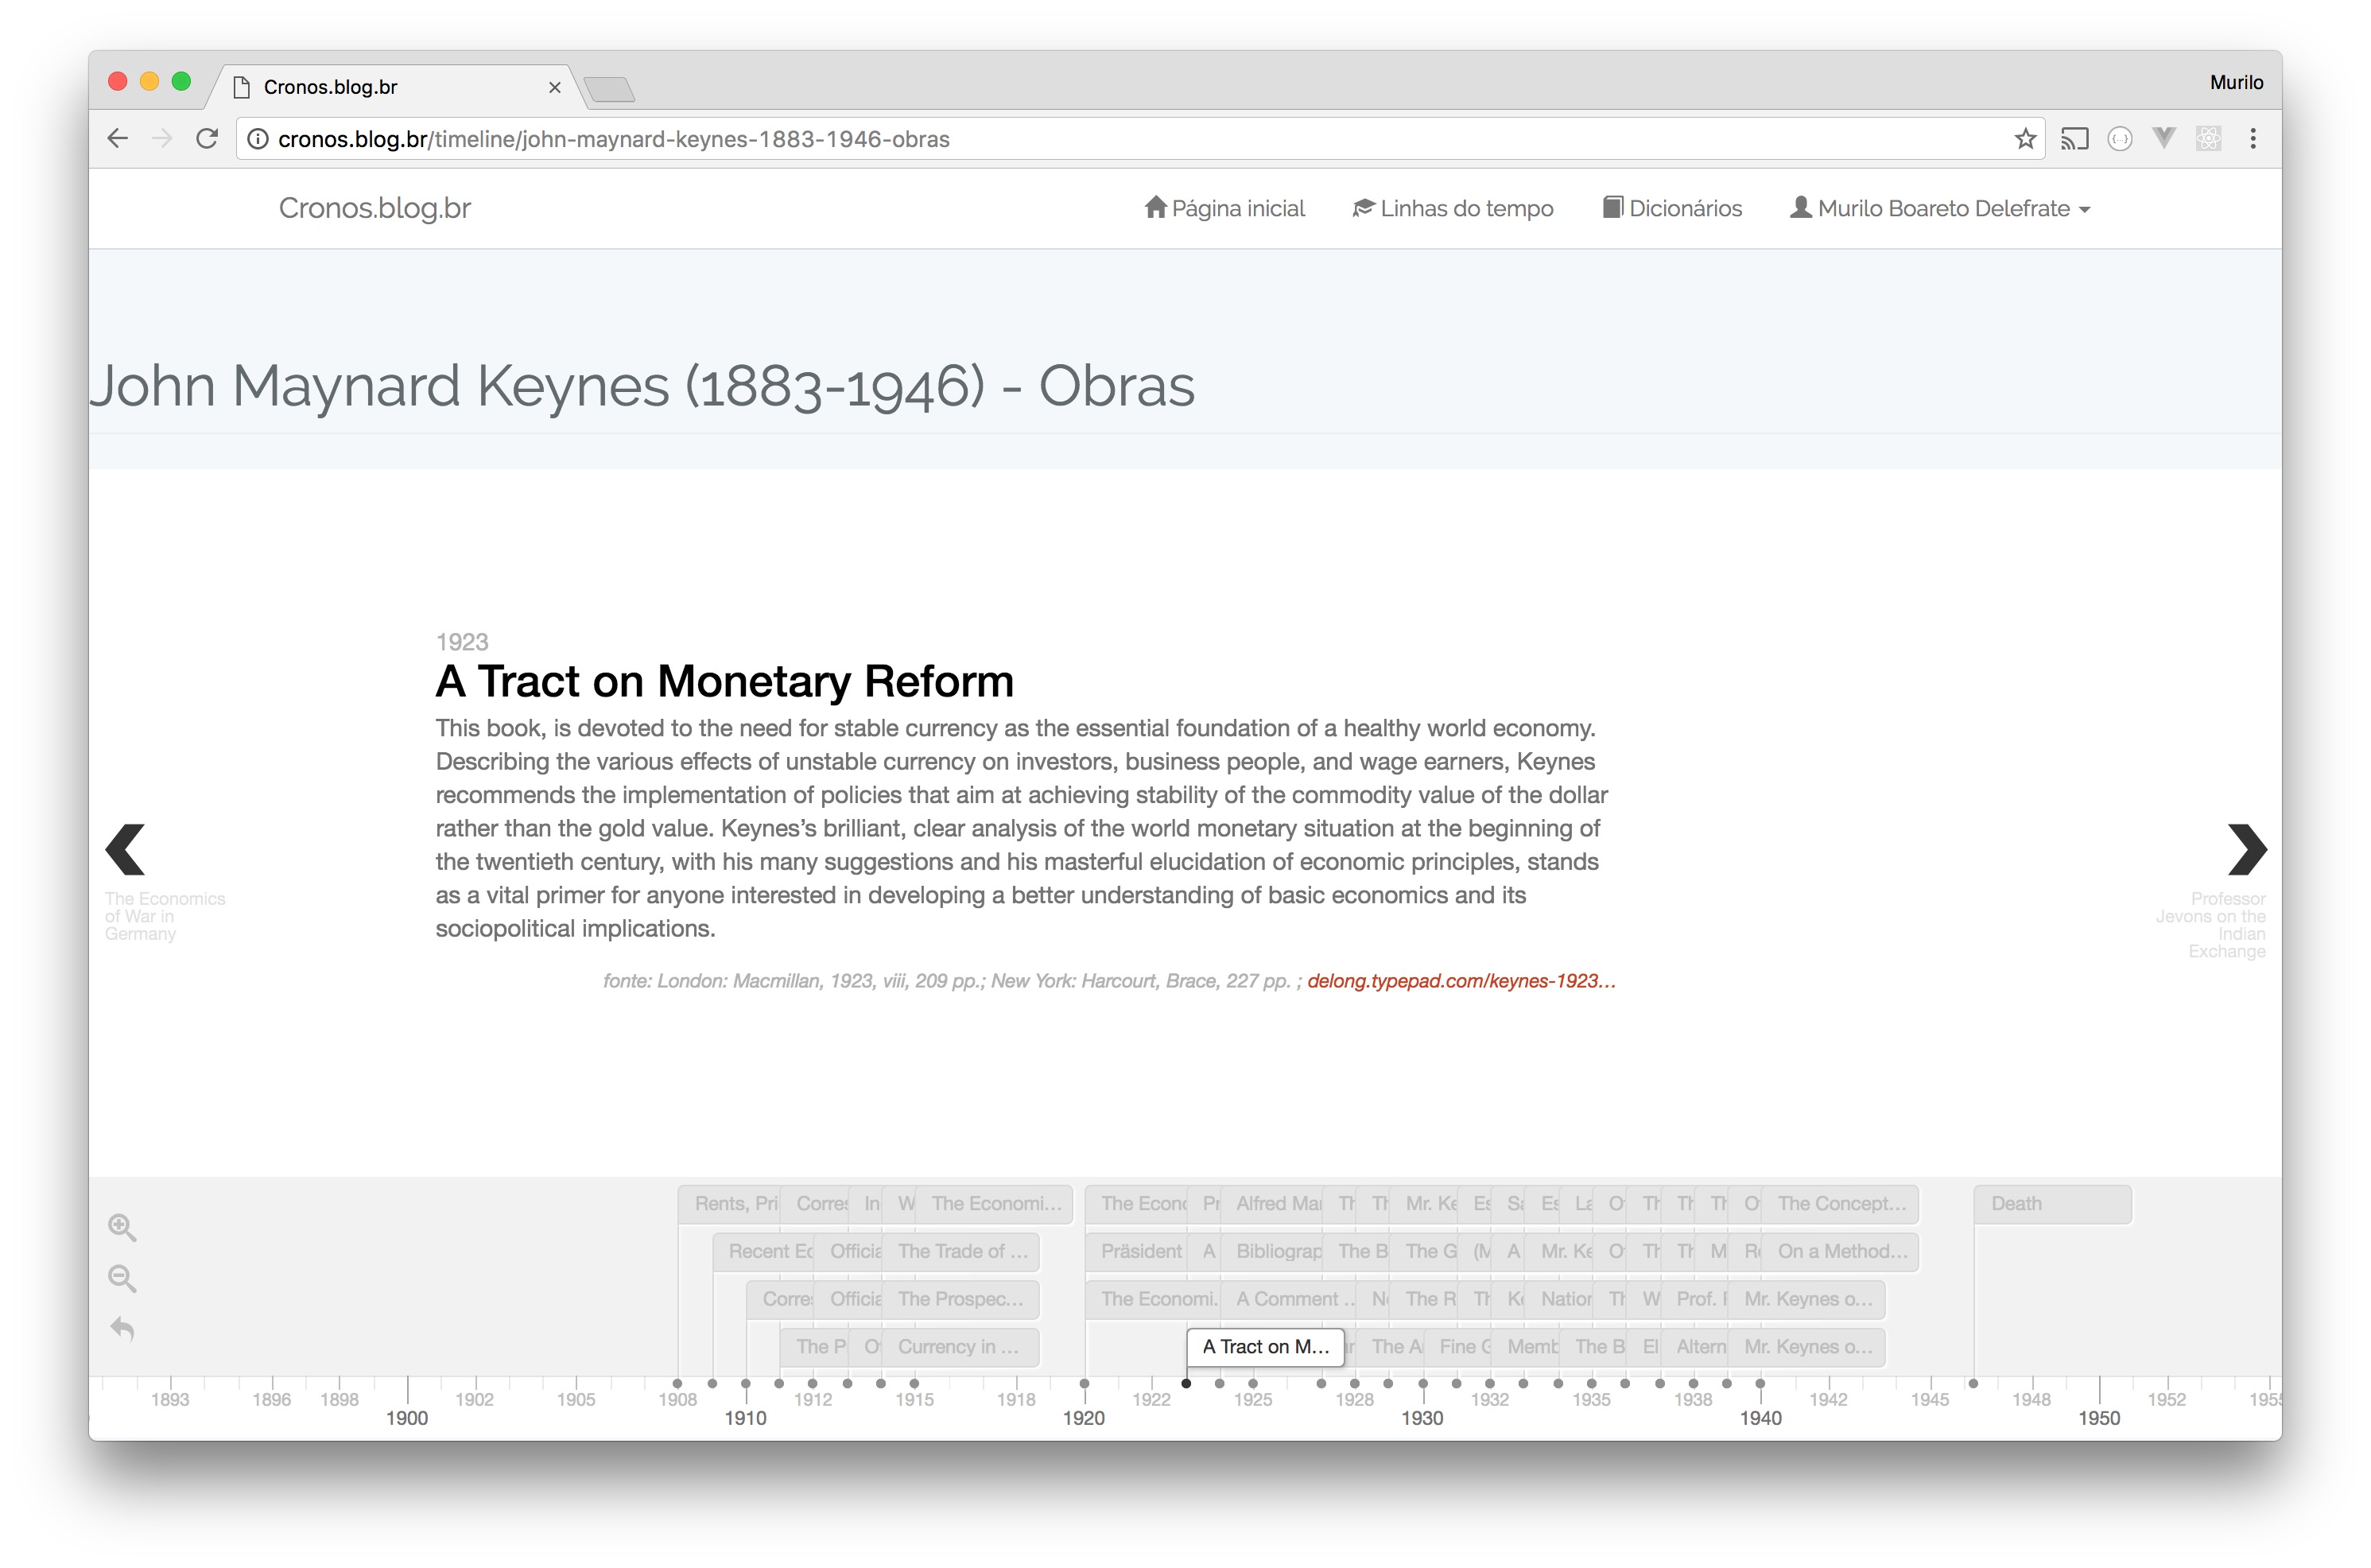 Cronos.blog.br
Murilo
cronos.blog.br/timeline/john-maynard-keynes-1883-1946-obras
Cronos.blog.br
Página inicial
Linhas do tempo
Dicionários
Murilo Boareto Delefrate
John Maynard Keynes (1883-1946) - Obras
1923
A Tract on Monetary Reform
This book, is devoted to the need for stable currency as the essential foundation of a healthy world economy.
Describing the various effects of unstable currency on investors, business people, and wage earners, Keynes
recommends the implementation of policies that aim at achieving stability of the commodity value of the dollar
rather than the gold value. Keynes’s brilliant, clear analysis of the world monetary situation at the beginning of
the twentieth century, with his many suggestions and his masterful elucidation of economic principles, stands
as a vital primer for anyone interested in developing a better understanding of basic economics and its
sociopolitical implications.
fonte: London: Macmillan, 1923, viii, 209 pp.; New York: Harcourt, Brace, 227 pp. ; delong.typepad.com/keynes-1923…
The Economics
of War in
Germany
Professor
Jevons on the
Indian
Exchange
Rents, Pri Corres In W The Economi… The Econo Pr Alfred Mar Th Th Mr. Ke Es Sa Es La O Th Th Th O The Concept… Death
Recent Ec Officia The Trade of … Präsident A Bibliograp The B The G (M A Mr. Ke O Th Th M Re On a Method…
Corres Officia The Prospec… The Economi. A Comment .. No The R Th Ke Nation Th W Prof. Mr. Keynes o…
The P O Currency in … A Tract on M… The A Fine Memb The B El Altern Mr. Keynes o…
1893 1896 1898 1902 1905 1908 1912 1915 1918 1922 1925 1928 1932 1935 1938 1942 1945 1948 1952 1955
1900 1910 1920 1930 1940 1950